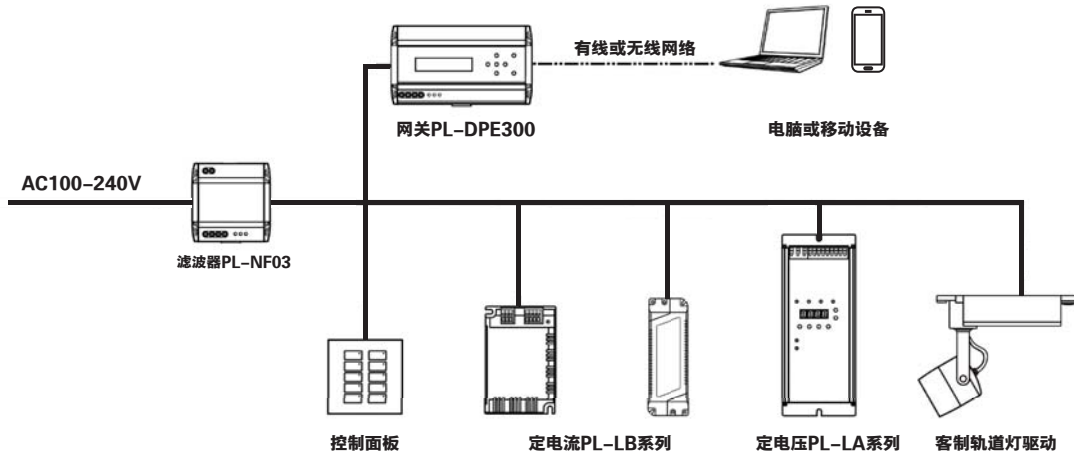 有线或无线网络
网关PL-DPE300
电脑或移动设备
AC100-240V
滤波器PL-NF03
控制面板
定电流PL-LB系列
定电压PL-LA系列
客制轨道灯驱动